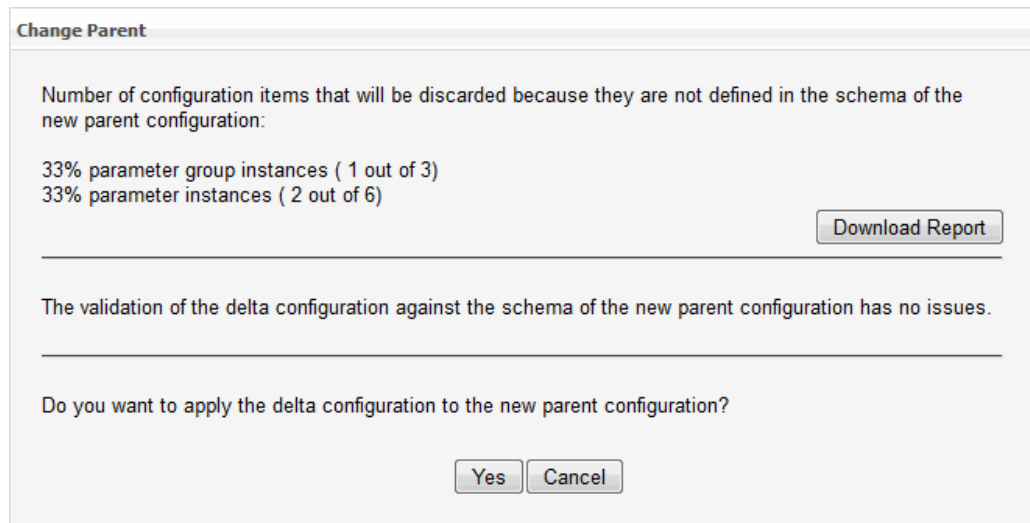 Change Parent
Number of configuration items that will be discarded because they are not defined in the schema of the
new parent configuration:
33% parameter group instances ( 1 out of 3)
33% parameter instances ( 2 out of 6)
Download Report
The validation of the delta configuration against the schema of the new parent configuration has no issues.
Do you want to apply the delta configuration to the new parent configuration?
Yes Cancel